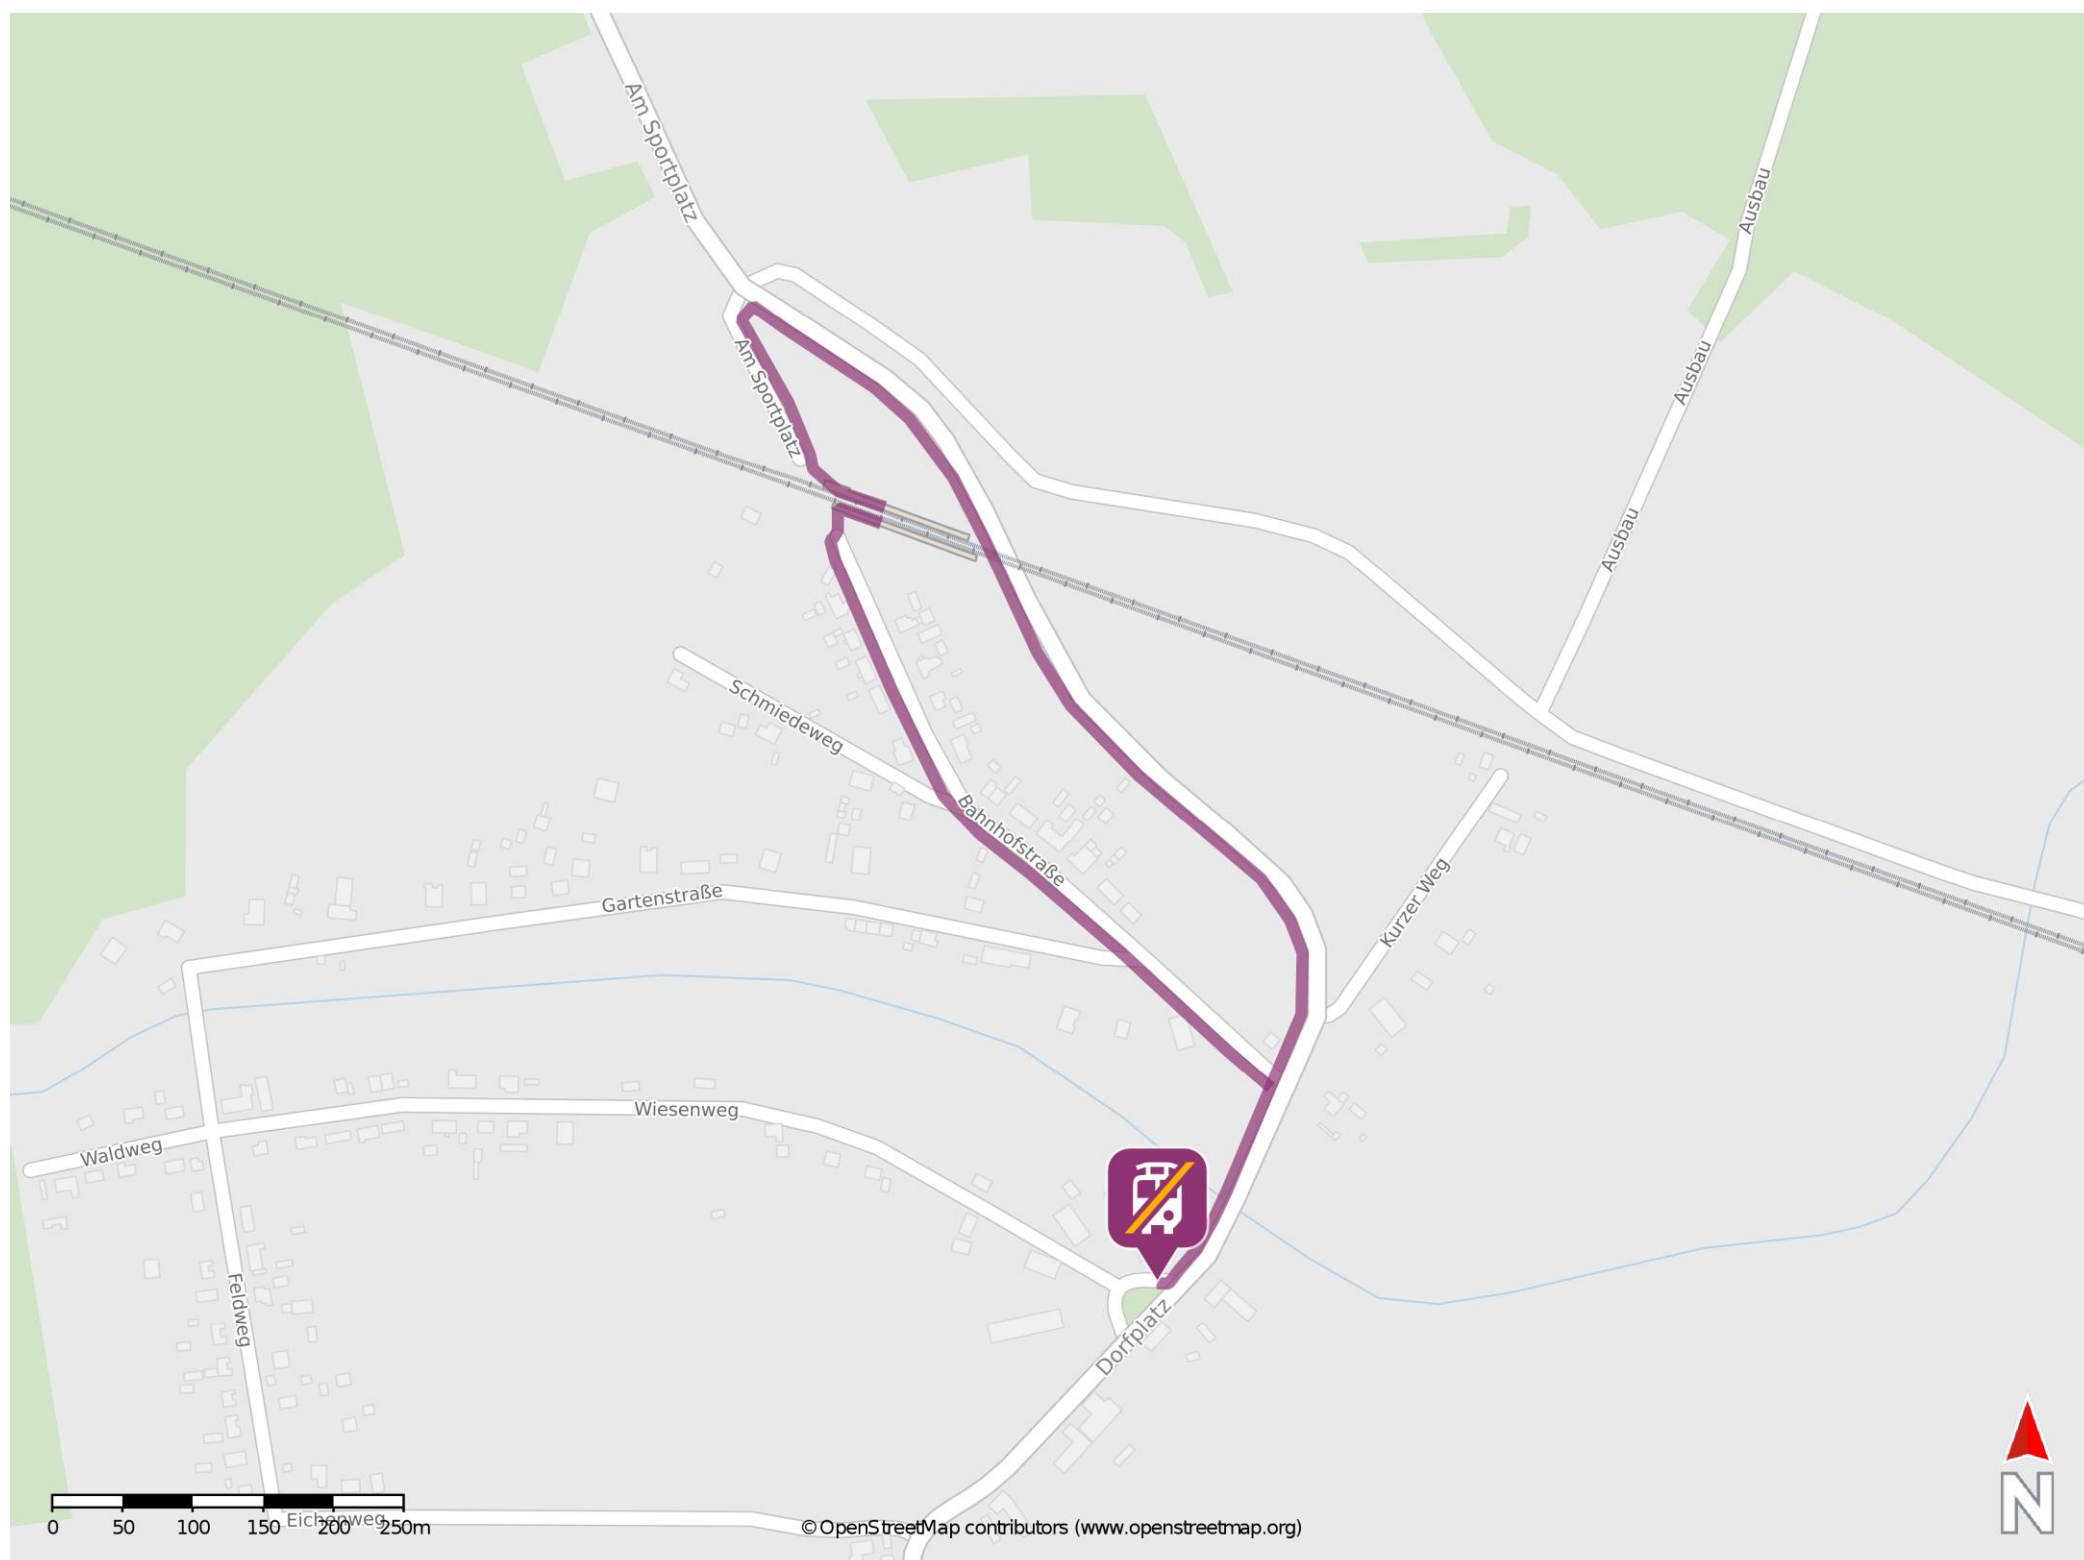 Am Sportplatz
Ausbau
Am Sportplatz
Ausbau
Ausbau
Schmiedeweg
Bahnhofstraße
Kurzer Weg
Gartenstraße
Wiesenweg
Waldweg
Feldweg
Dorfplatz
N
Eichenweg
0 50 100 150 200 250m
© OpenStreetMap contributors (www.openstreetmap.org)